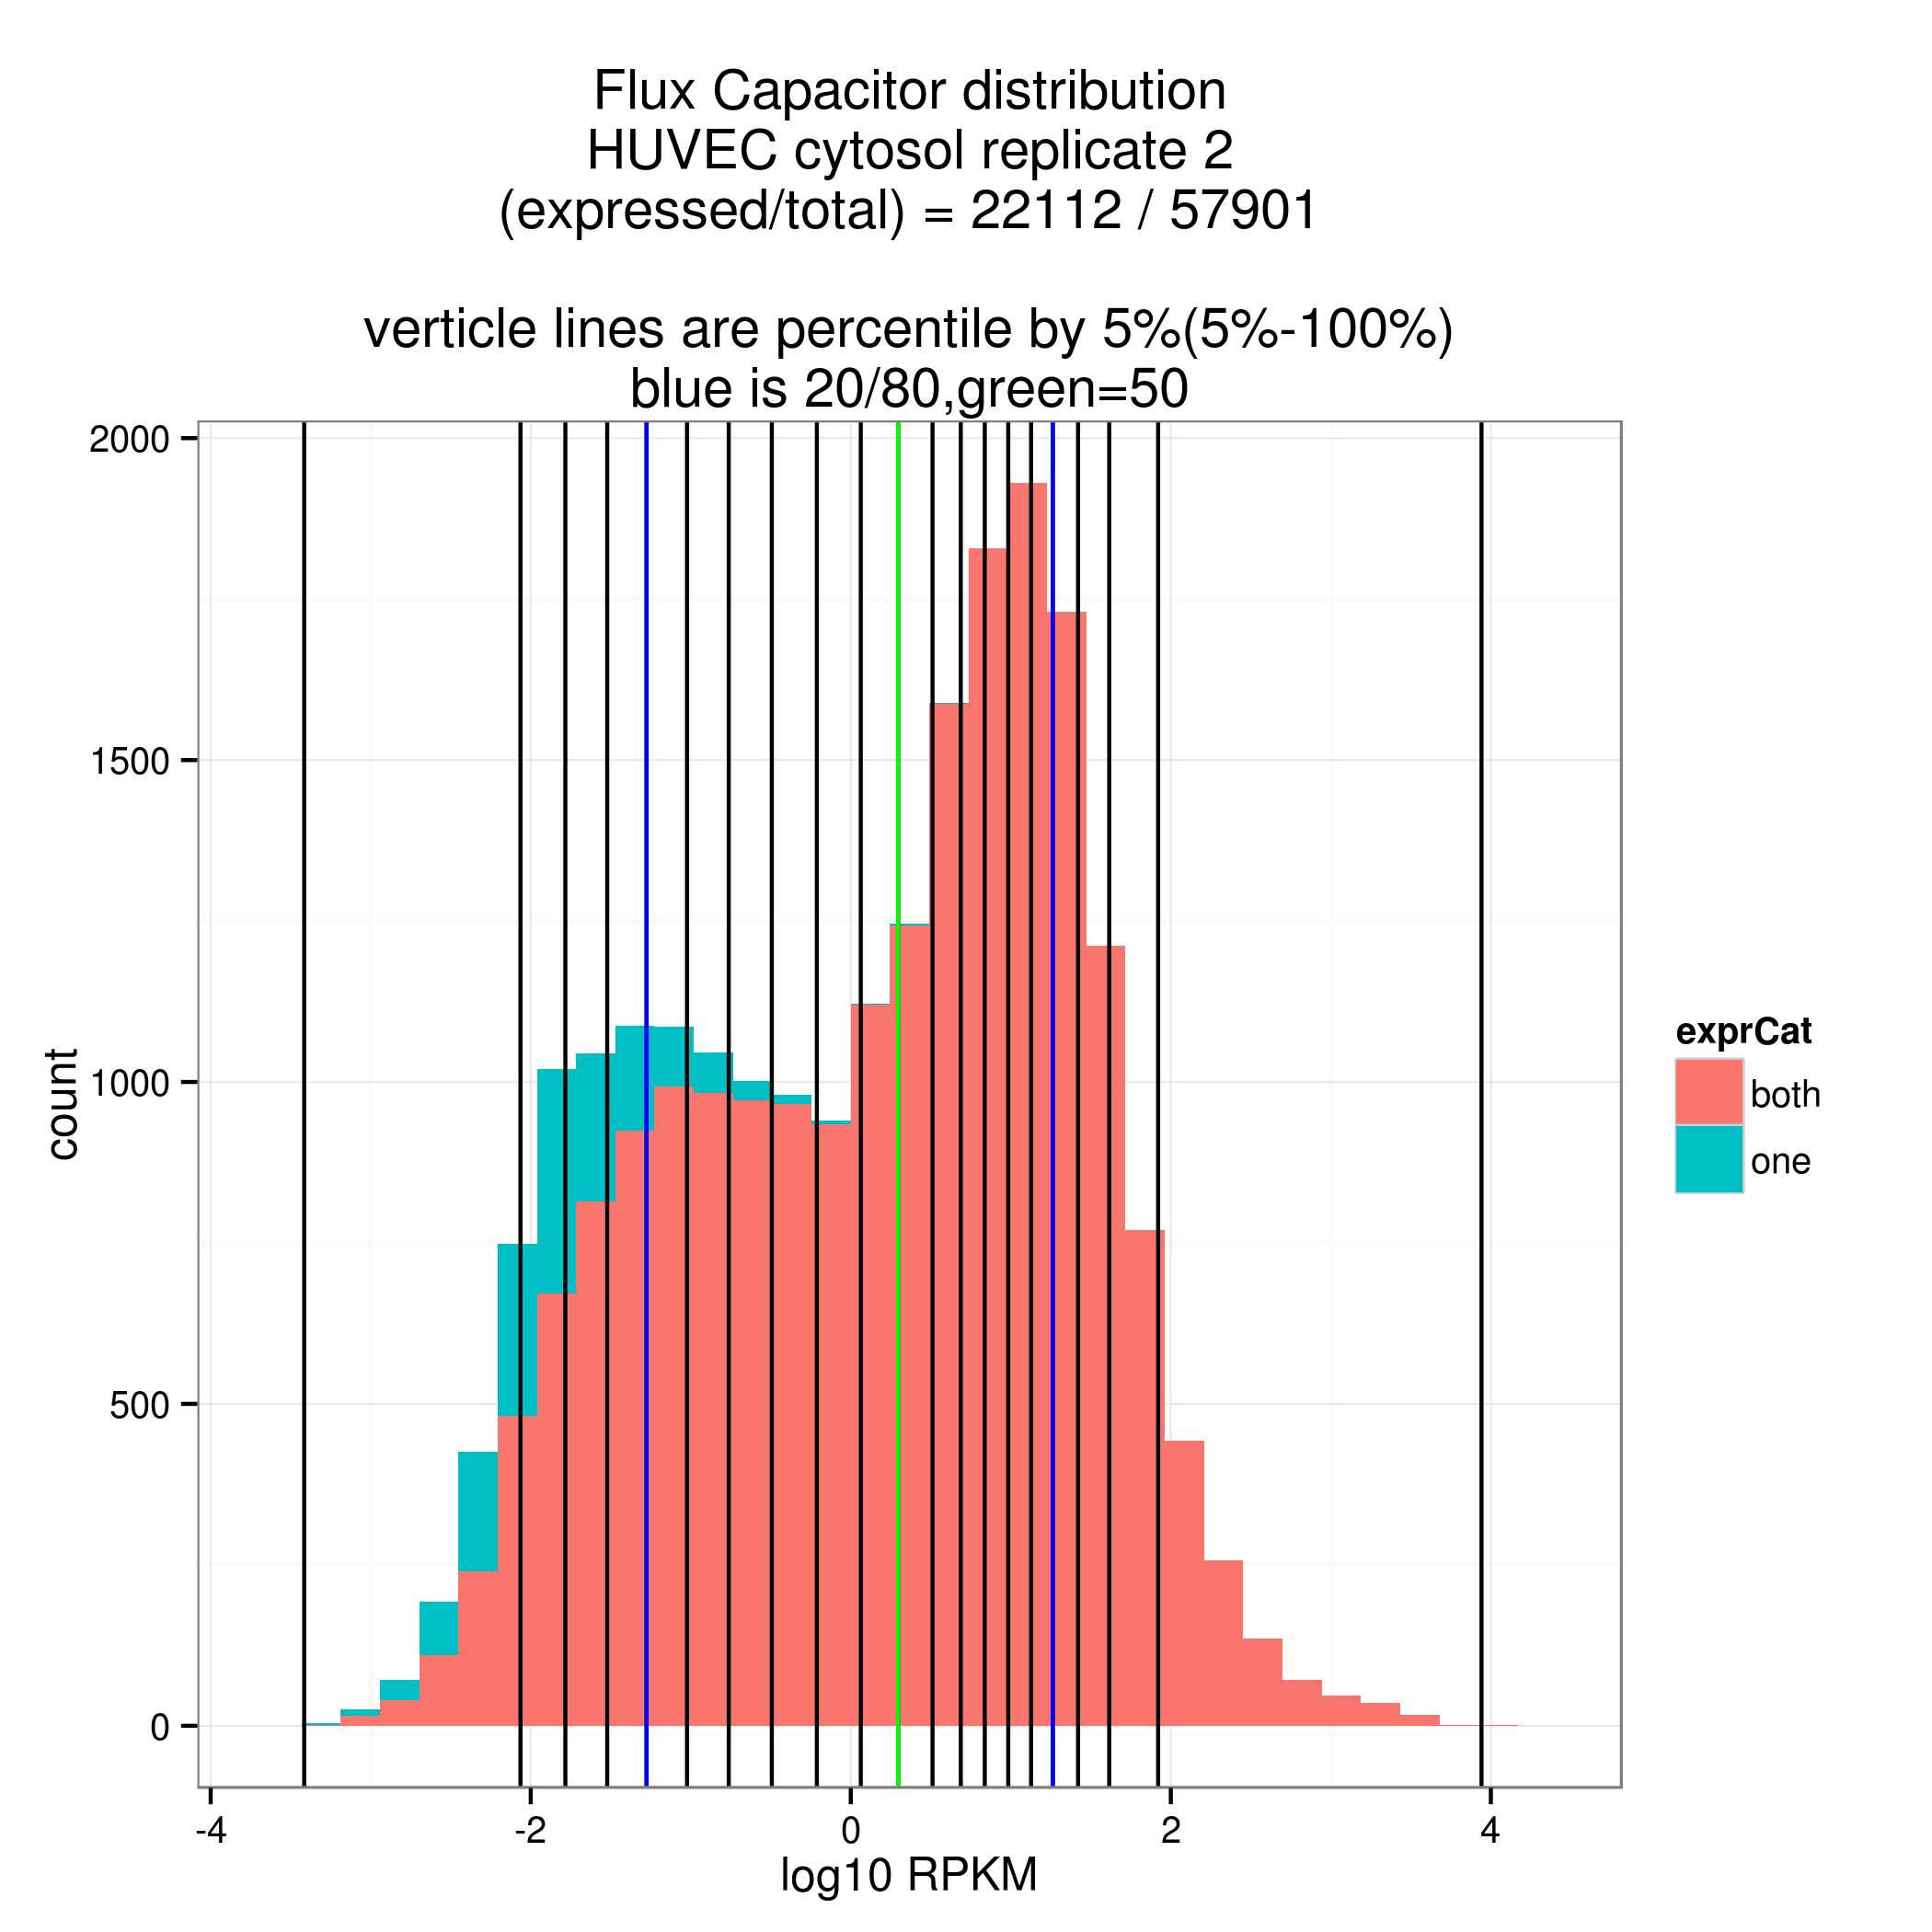 Flux Capacitor distribution
HUVEC cytosol replicate 2
(expressed/total) = 22112 / 57901
verticle lines are percentile by 5%(5%-100%)
blue is 20/80,green=50
2000
1500
1000
500
0
count
-4
-2
0
2
4
log10 RPKM
exprCat
both
one